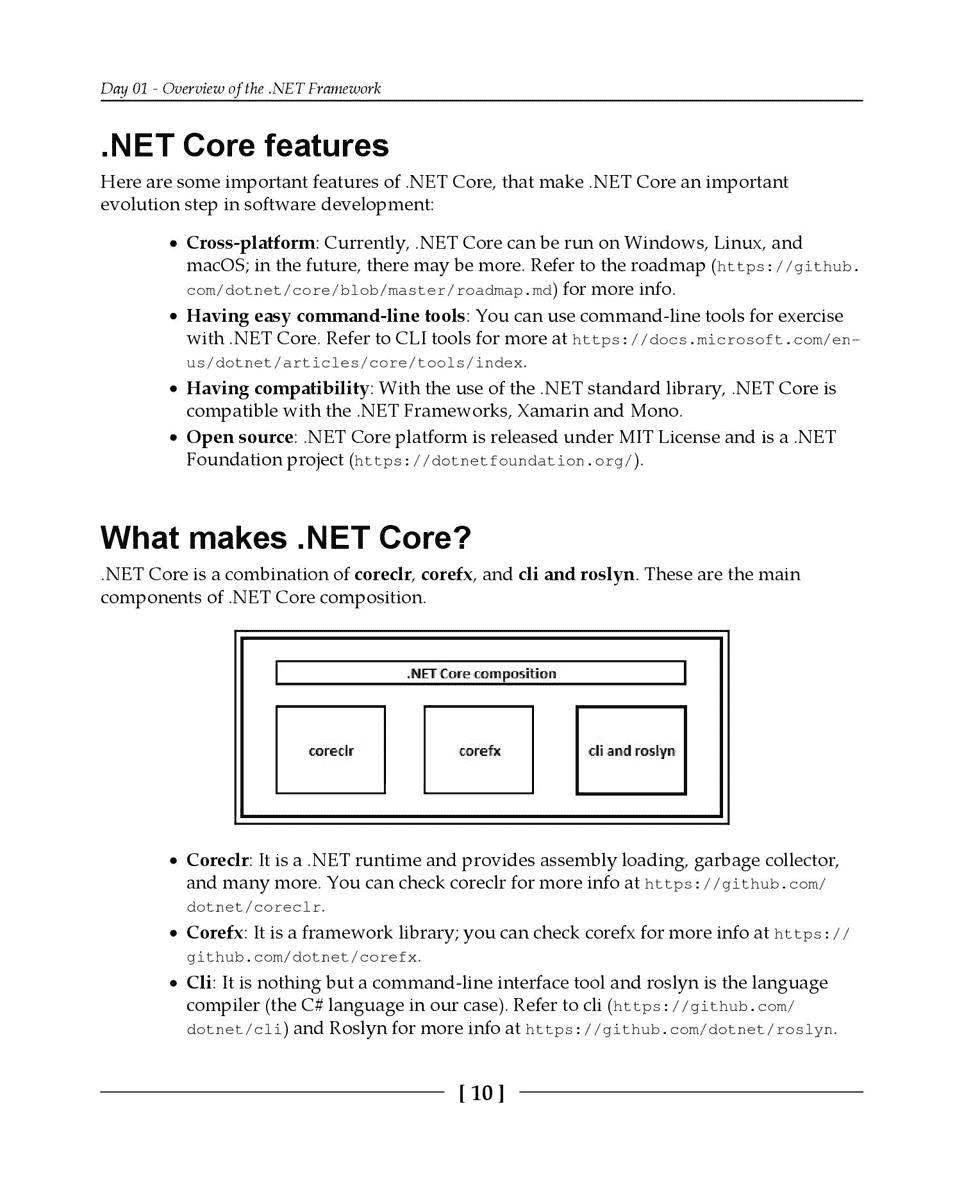 Day 01 - Overview of the .NET Framework
.NET Core features
Here are some important features of .NET Core, that make .NET Core an important
evolution step in software development:
• Cross-platform: Currently, .NET Core can be run on Windows, Linux, and
macOS; in the future, there may be more. Refer to the roadmap (https://github.
com/dotnet/core/blob/master/roadmap.md) for more info.
• Having easy command-line tools: You can use command-line tools for exercise
with .NET Core. Refer to CLI tools for more at https://docs.microsoft.com/en-
us/dotnet/articles/core/tools/index.
• Having compatibility: With the use of the .NET standard library, .NET Core is
compatible with the .NET Frameworks, Xamarin and Mono.
• Open source: .NET Core platform is released under MIT License and is a .NET
Foundation project (https://dotnetfoundation.org/).
What makes .NET Core?
.NET Core is a combination of coreclr, corefx, and cli and roslyn. These are the main
components of .NET Core composition.
.NET Core composition
coreclr
corefx
cli and roslyn
• Coreclr: It is a .NET runtime and provides assembly loading, garbage collector,
and many more. You can check coreclr for more info at https://github.com/
dotnet/coreclr.
• Corefx: It is a framework library; you can check corefx for more info at https://
github.com/dotnet/corefx.
• Cli: It is nothing but a command-line interface tool and roslyn is the language
compiler (the C# language in our case). Refer to cli (https://github.com/
dotnet/cli) and Roslyn for more info at https://github.com/dotnet/roslyn.
[ 10 ]